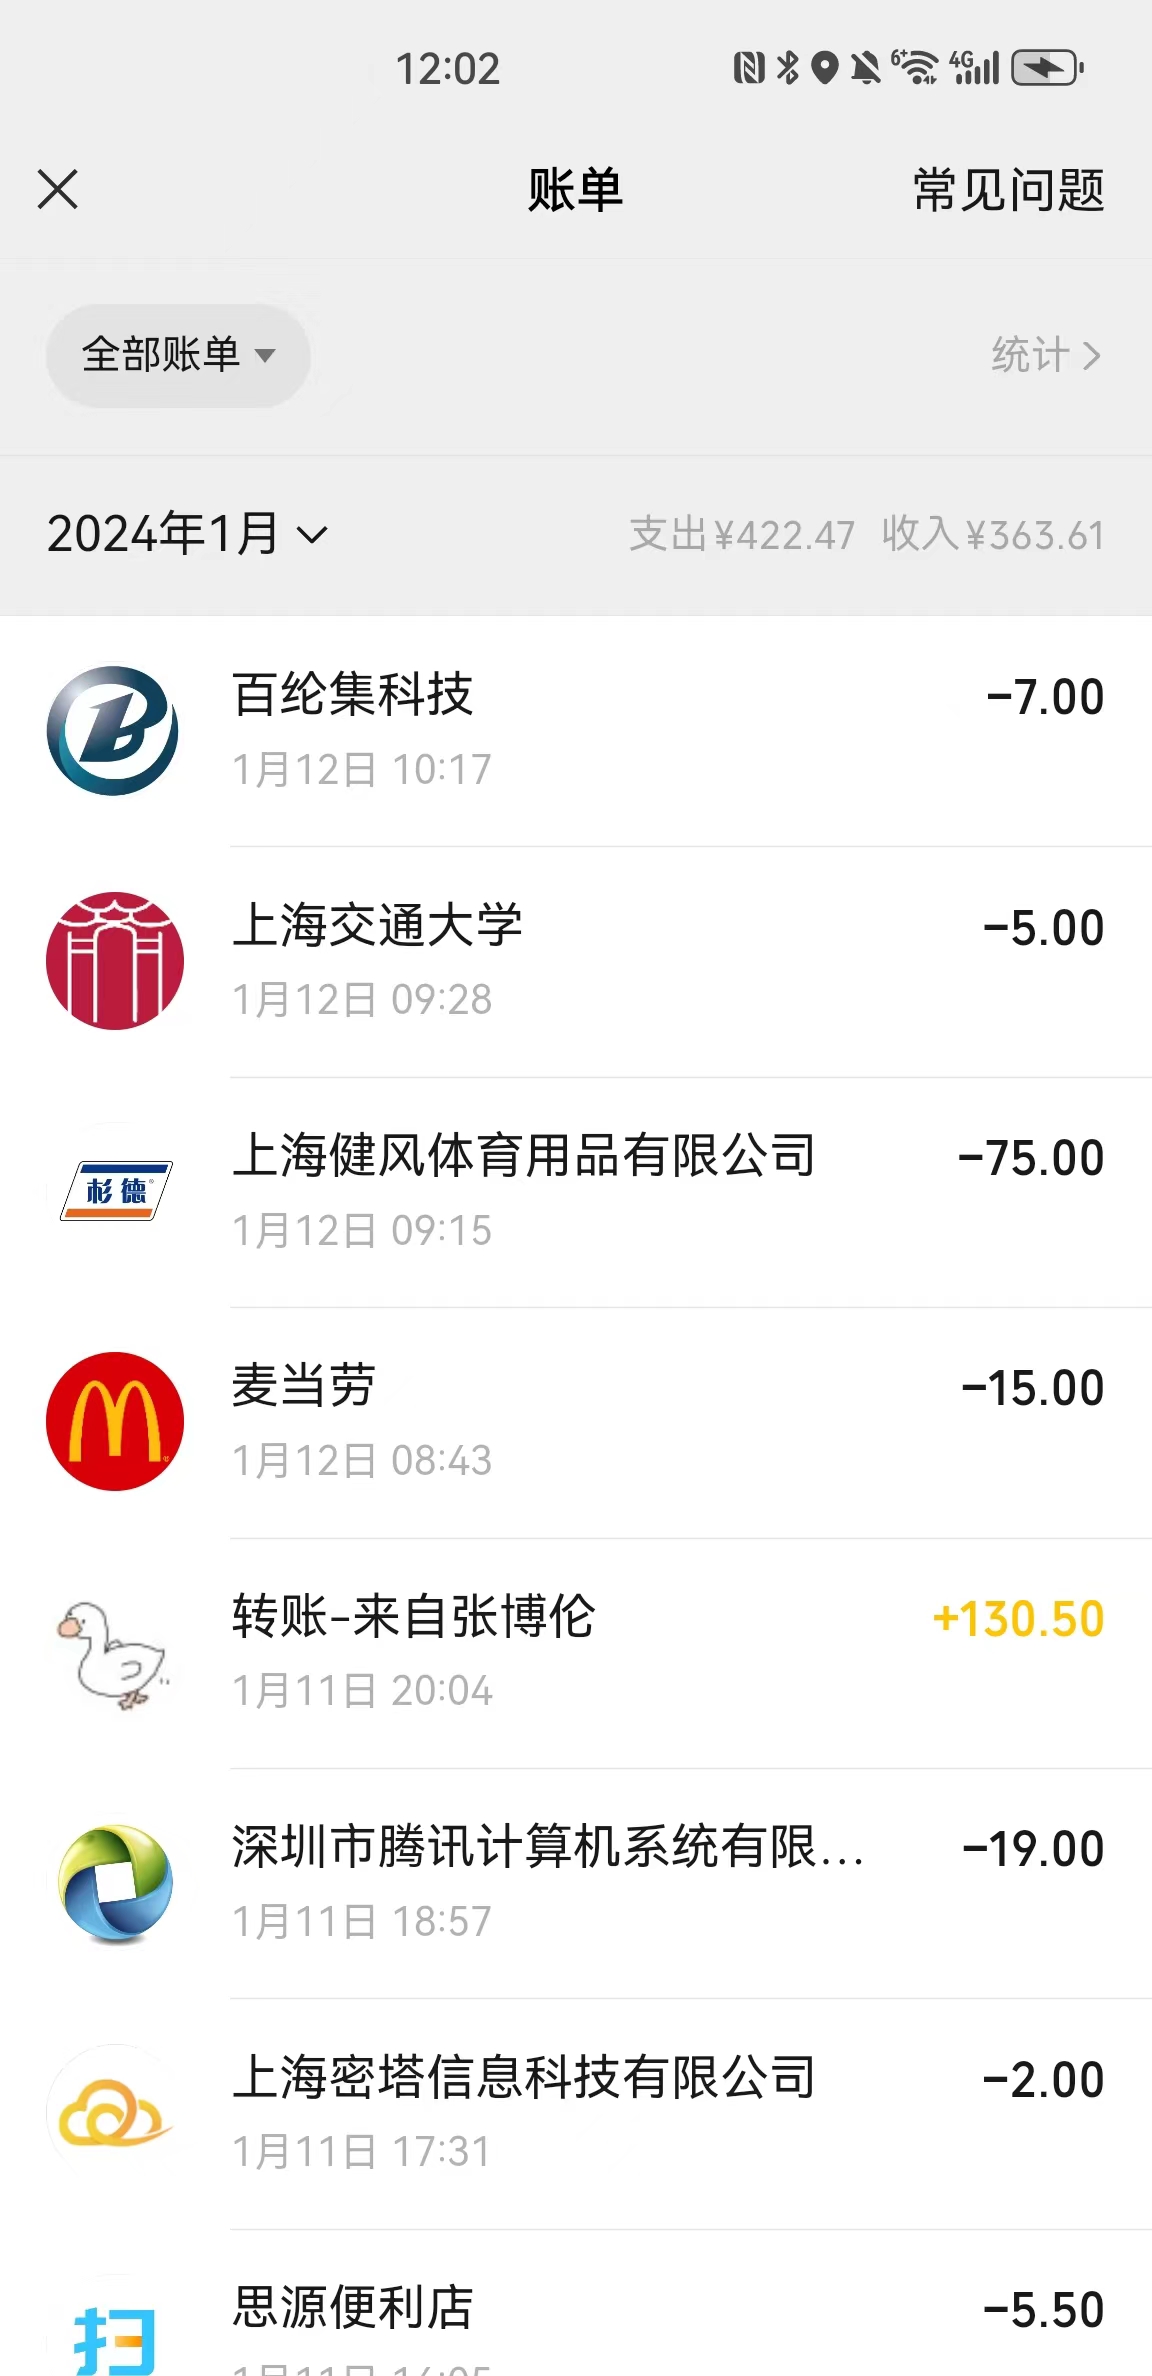 12:02
6+ 4G
账单
常见问题
全部账单
统计
2024年1月
支出¥422.47 收入¥363.61
百纶集科技
-7.00
1月12日 10:17
上海交通大学
-5.00
1月12日 09:28
杉德
上海健风体育用品有限公司
-75.00
1月12日 09:15
麦当劳
-15.00
1月12日 08:43
转账-来自张博伦
+130.50
1月11日 20:04
深圳市腾讯计算机系统有限...
-19.00
1月11日 18:57
上海密塔信息科技有限公司
-2.00
1月11日 17:31
扫
思源便利店
-5.50